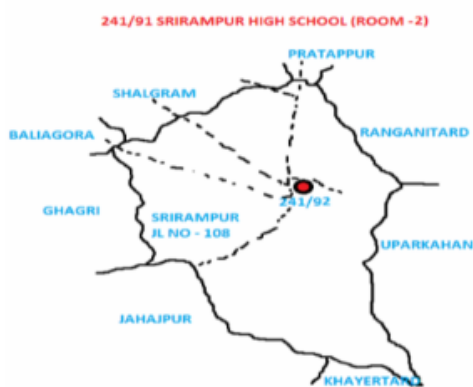 241/91 SRIRAMPUR HIGH SCHOOL (ROOM -2)
PRATAPPUR
SHALGRAM
BALIAGORA
RANGANITARD
GHAGRI
241/92
SRIRAMPUR
JL NO - 108
UPARKAHAN
JAHAJPUR
KHAYERTARD